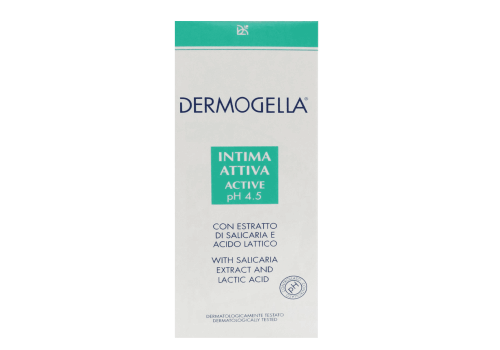 DERMOGELLA®
INTIMA
ATTIVA
ACTIVE
pH 4.5
CON ESTRATTO
DI SALICARIA E
ACIDO LATTICO
WITH SALICARIA
EXTRACT AND
LACTIC ACID
pH
DERMATOLOGICAMENTE TESTATO
DERMATOLOGICALLY TESTED